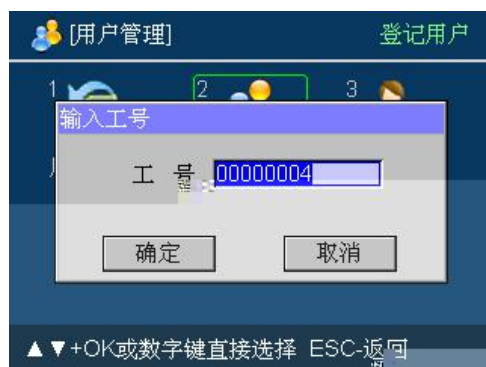 [用户管理] 登记用户
1 2 3
输入工号
工 号 00000004
确定 取消
▲▼+OK或数字键直接选择 ESC-返回